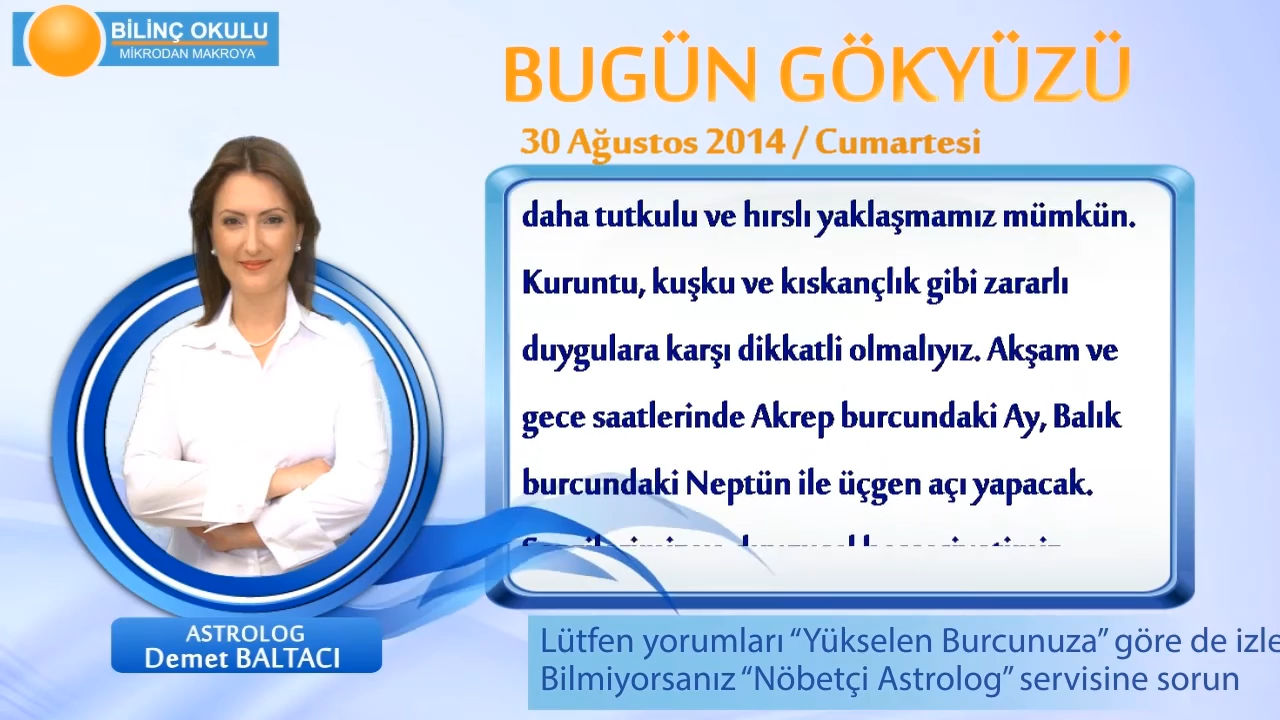 BİLİNÇ OKULU
MİKRODAN MAKROYA
BUGÜN GÖKYÜZÜ
30 Ağustos 2014 / Cumartesi
daha tutkulu ve hırslı yaklaşmamız mümkün.
Kuruntu, kuşku ve kıskançlık gibi zararlı
duygulara karşı dikkatli olmalıyız. Akşam ve
gece saatlerinde Akrep burcundaki Ay, Balık
burcundaki Neptün ile üçgen açı yapacak.
ASTROLOG
Demet BALTACI
Lütfen yorumları “Yükselen Burcunuza” göre de izle
Bilmiyorsanız “Nöbetçi Astrolog” servisine sorun